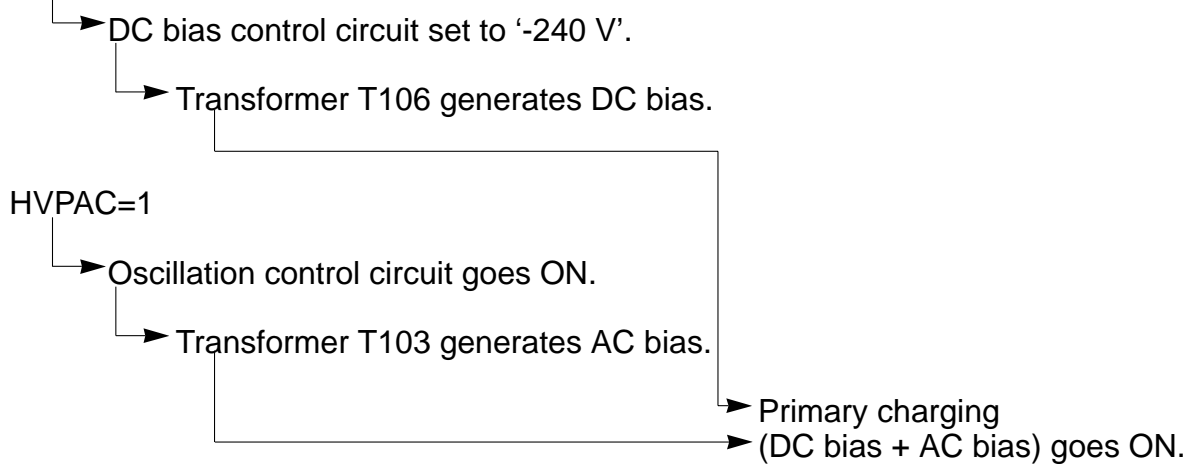 DC bias control circuit set to ‘-240 V’.
Transformer T106 generates DC bias.
HVPAC=1
Oscillation control circuit goes ON.
Transformer T103 generates AC bias.
Primary charging
(DC bias + AC bias) goes ON.